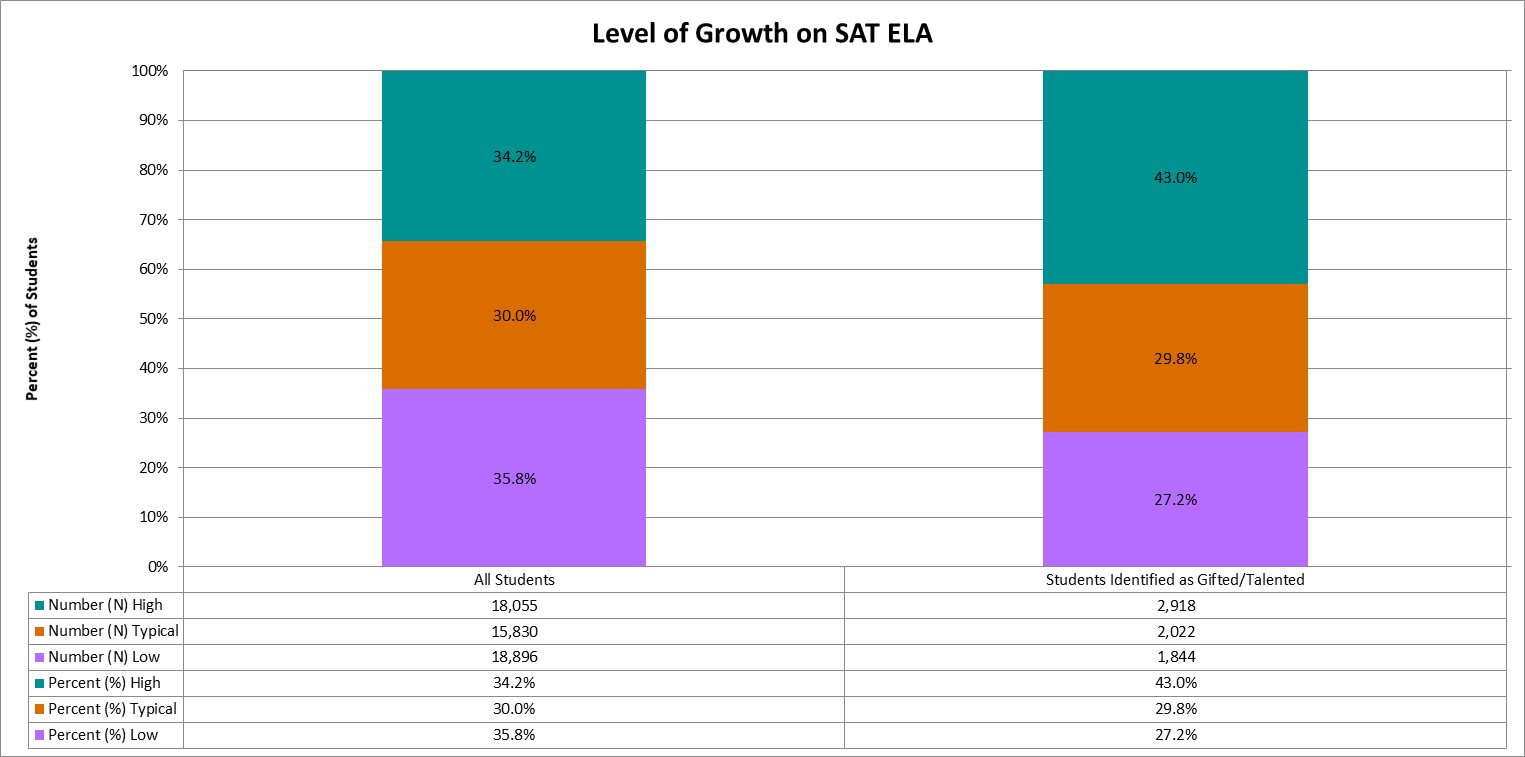 Level of Growth on SAT ELA
100%
90%
80%
70%
60%
50%
40%
30%
20%
10%
0%
Percent (%) of Students
34.2%
30.0%
35.8%
43.0%
29.8%
27.2%
All Students Students Identified as Gifted/Talented
Number (N) High 18,055 2,918
Number (N) Typical 15,830 2,022
Number (N) Low 18,896 1,844
Percent (%) High 34.2% 43.0%
Percent (%) Typical 30.0% 29.8%
Percent (%) Low 35.8% 27.2%